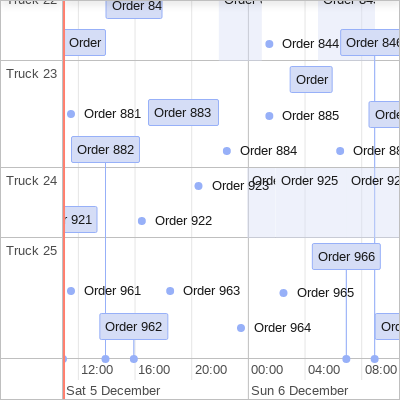 Truck 22
Order 84
Order
Order 844
Order 846
Truck 23
Order
Order 881
Order 883
Order 885
Order 882
Order 884
Truck 24
Order 923
Order 925
921
Order 922
Truck 25
Order 966
Order 961
Order 963
Order 965
Order 962
Order 964
12:00
16:00
20:00
00:00
04:00
08:00
Sat 5 December
Sun 6 December